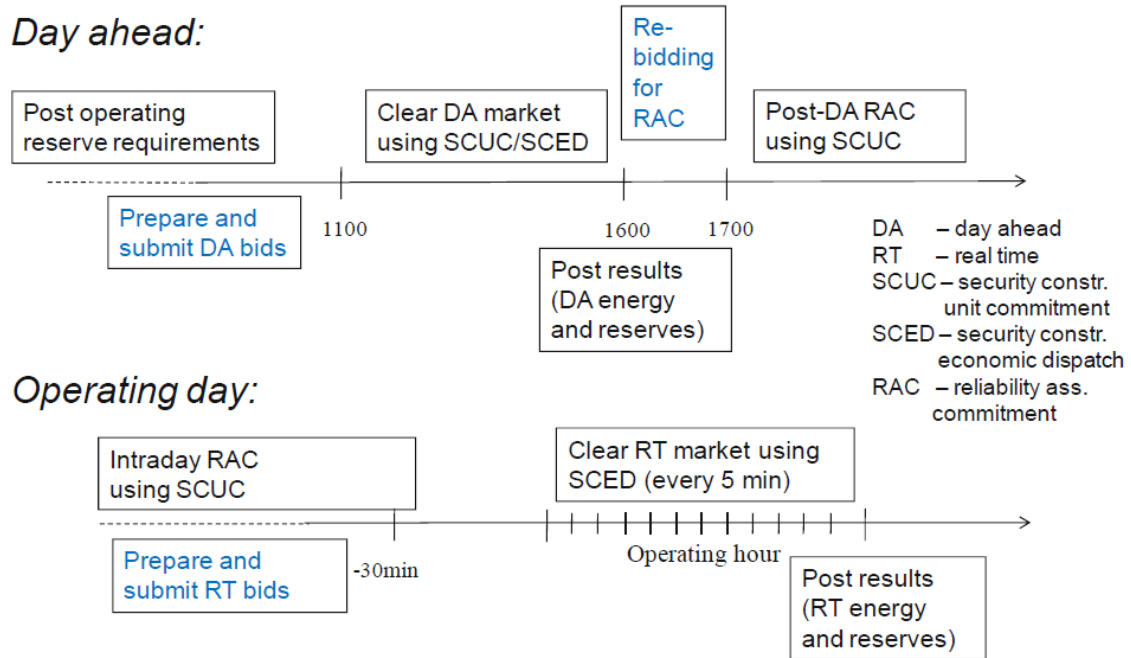 Day ahead:
Re-
bidding
for
RAC
Post operating
reserve requirements
Clear DA market
using SCUC/SCED
Post-DA RAC
using SCUC
Prepare and
submit DA bids
1100
1600
1700
Post results
(DA energy
and reserves)
DA – day ahead
RT – real time
SCUC – security constr.
unit commitment
SCED – security constr.
economic dispatch
RAC – reliability ass.
commitment
Operating day:
Intraday RAC
using SCUC
Clear RT market using
SCED (every 5 min)
Prepare and
submit RT bids
-30min
Operating hour
Post results
(RT energy
and reserves)